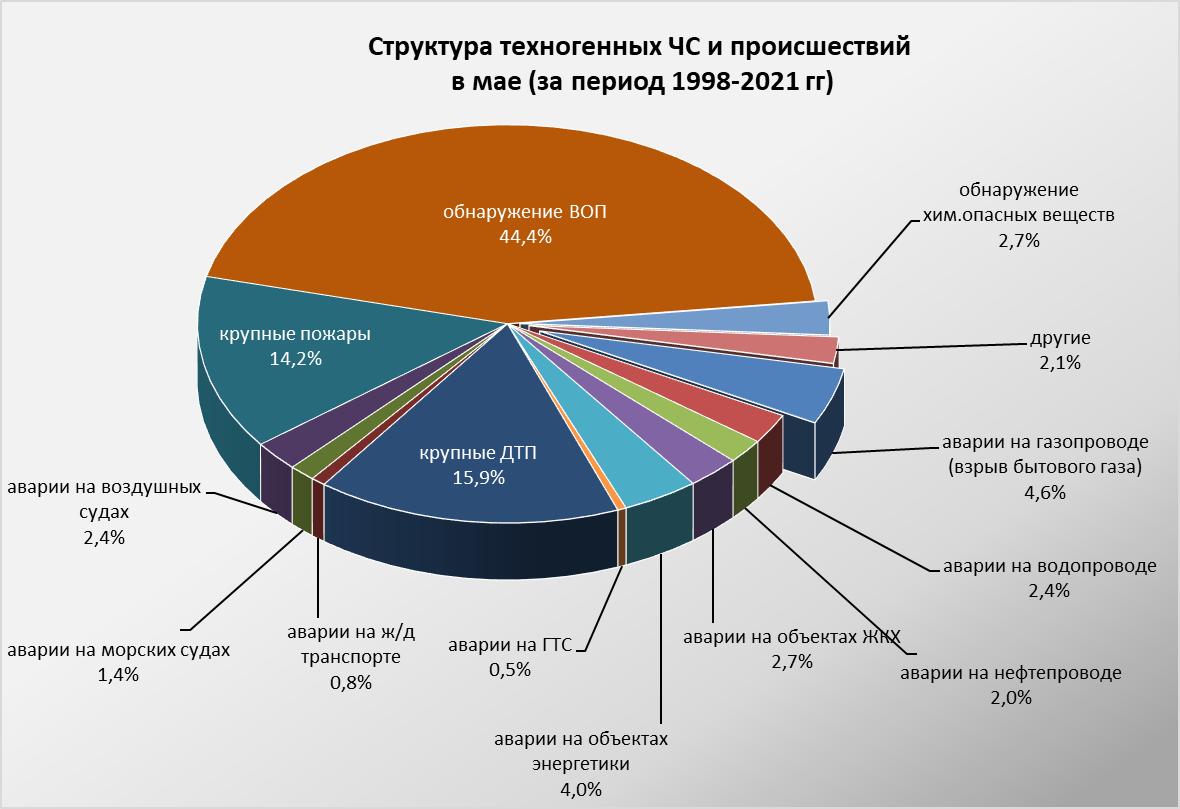 Структура техногенных ЧС и происшествий
в мае (за период 1998-2021 гг)
обнаружение ВОП
44,4%
обнаружение
хим.опасных веществ
2,7%
другие
2,1%
аварии на газопроводе
(взрыв бытового газа)
4,6%
аварии на водопроводе
2,4%
аварии на нефтепроводе
2,0%
аварии на объектах ЖКХ
2,7%
аварии на объектах
энергетики
4,0%
аварии на ГТС
0,5%
крупные ДТП
15,9%
аварии на ж/д
транспорте
0,8%
аварии на морских судах
1,4%
аварии на воздушных
судах
2,4%
крупные пожары
14,2%